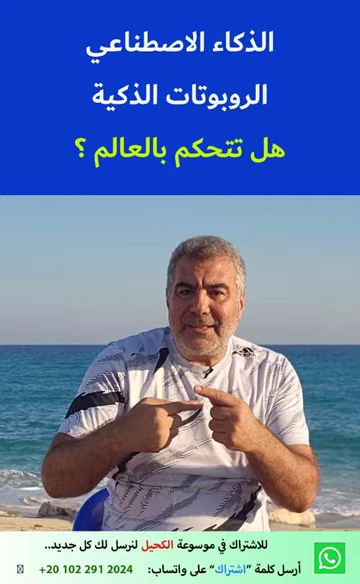 الذكاء الاصطناعي
الروبوتات الذكية
هل تتحكم بالعالم ؟
للاشتراك في موسوعة الكحيل لنرسل لك كل جديد..
أرسل كلمة "اشتراك" على واتساب: +20 102 291 2024